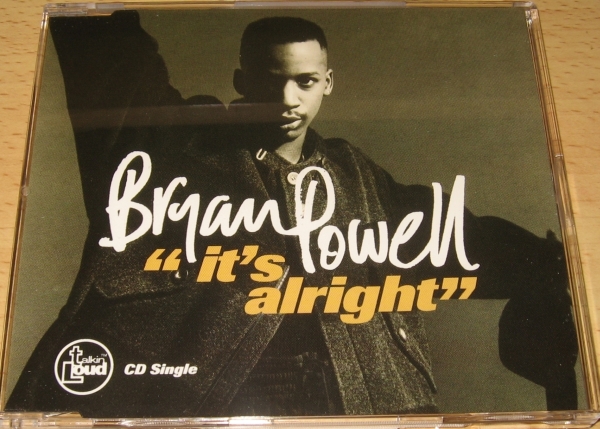 Bryan Powell
“it's
alright”
talkin
Loud
CD Single